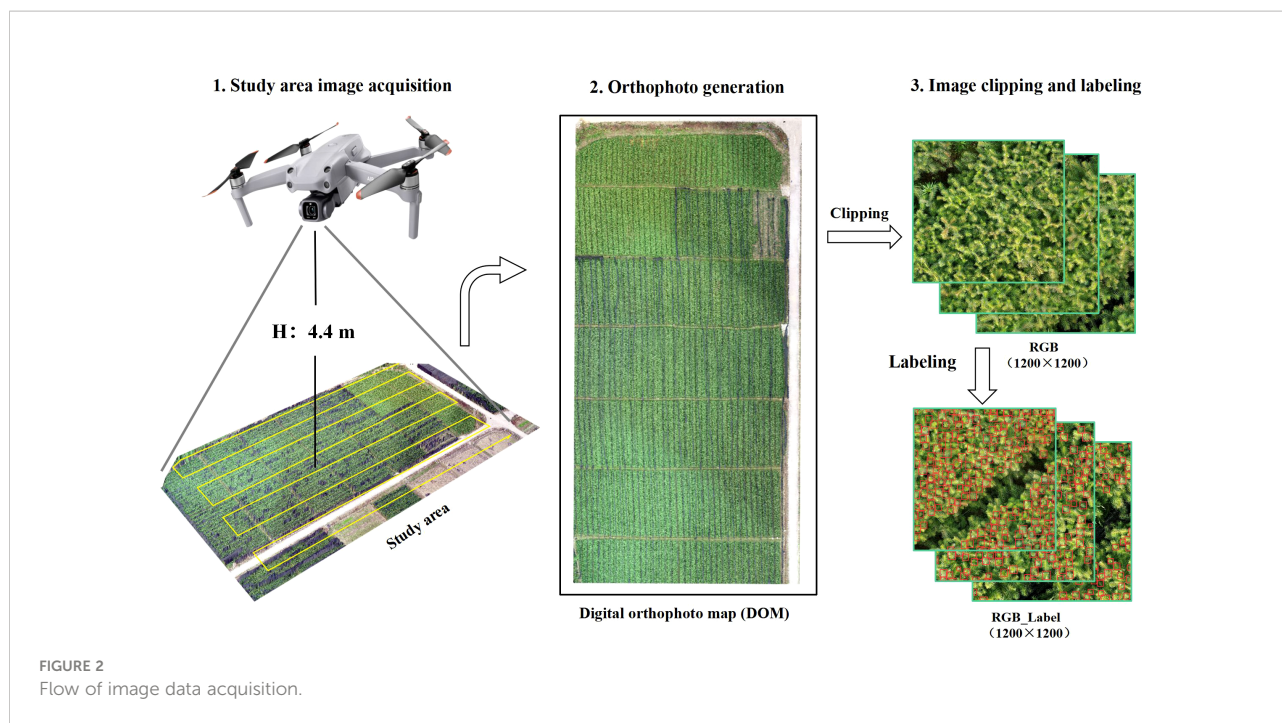 1. Study area image acquisition
2. Orthophoto generation
3. Image clipping and labeling
H：4.4 m
Study area
Digital orthophoto map (DOM)
Clipping
RGB
（1200×1200）
Labeling
RGB_Label
（1200×1200）
FIGURE 2
Flow of image data acquisition.